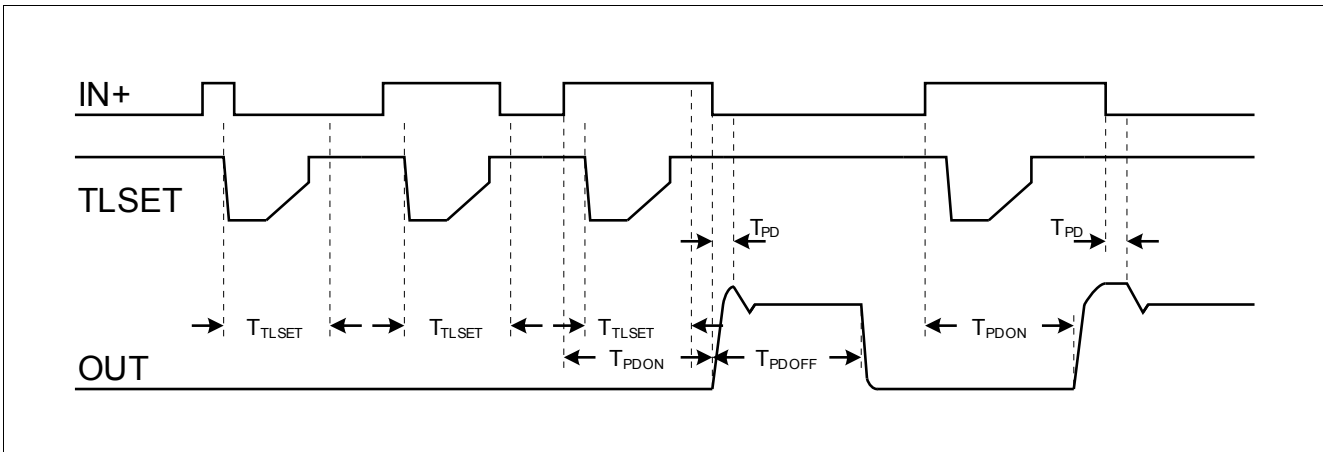 IN+
TLSET
TPD TPD
TTLSET TTLSET TTLSET TPDON
TPDON TPDOFF
OUT